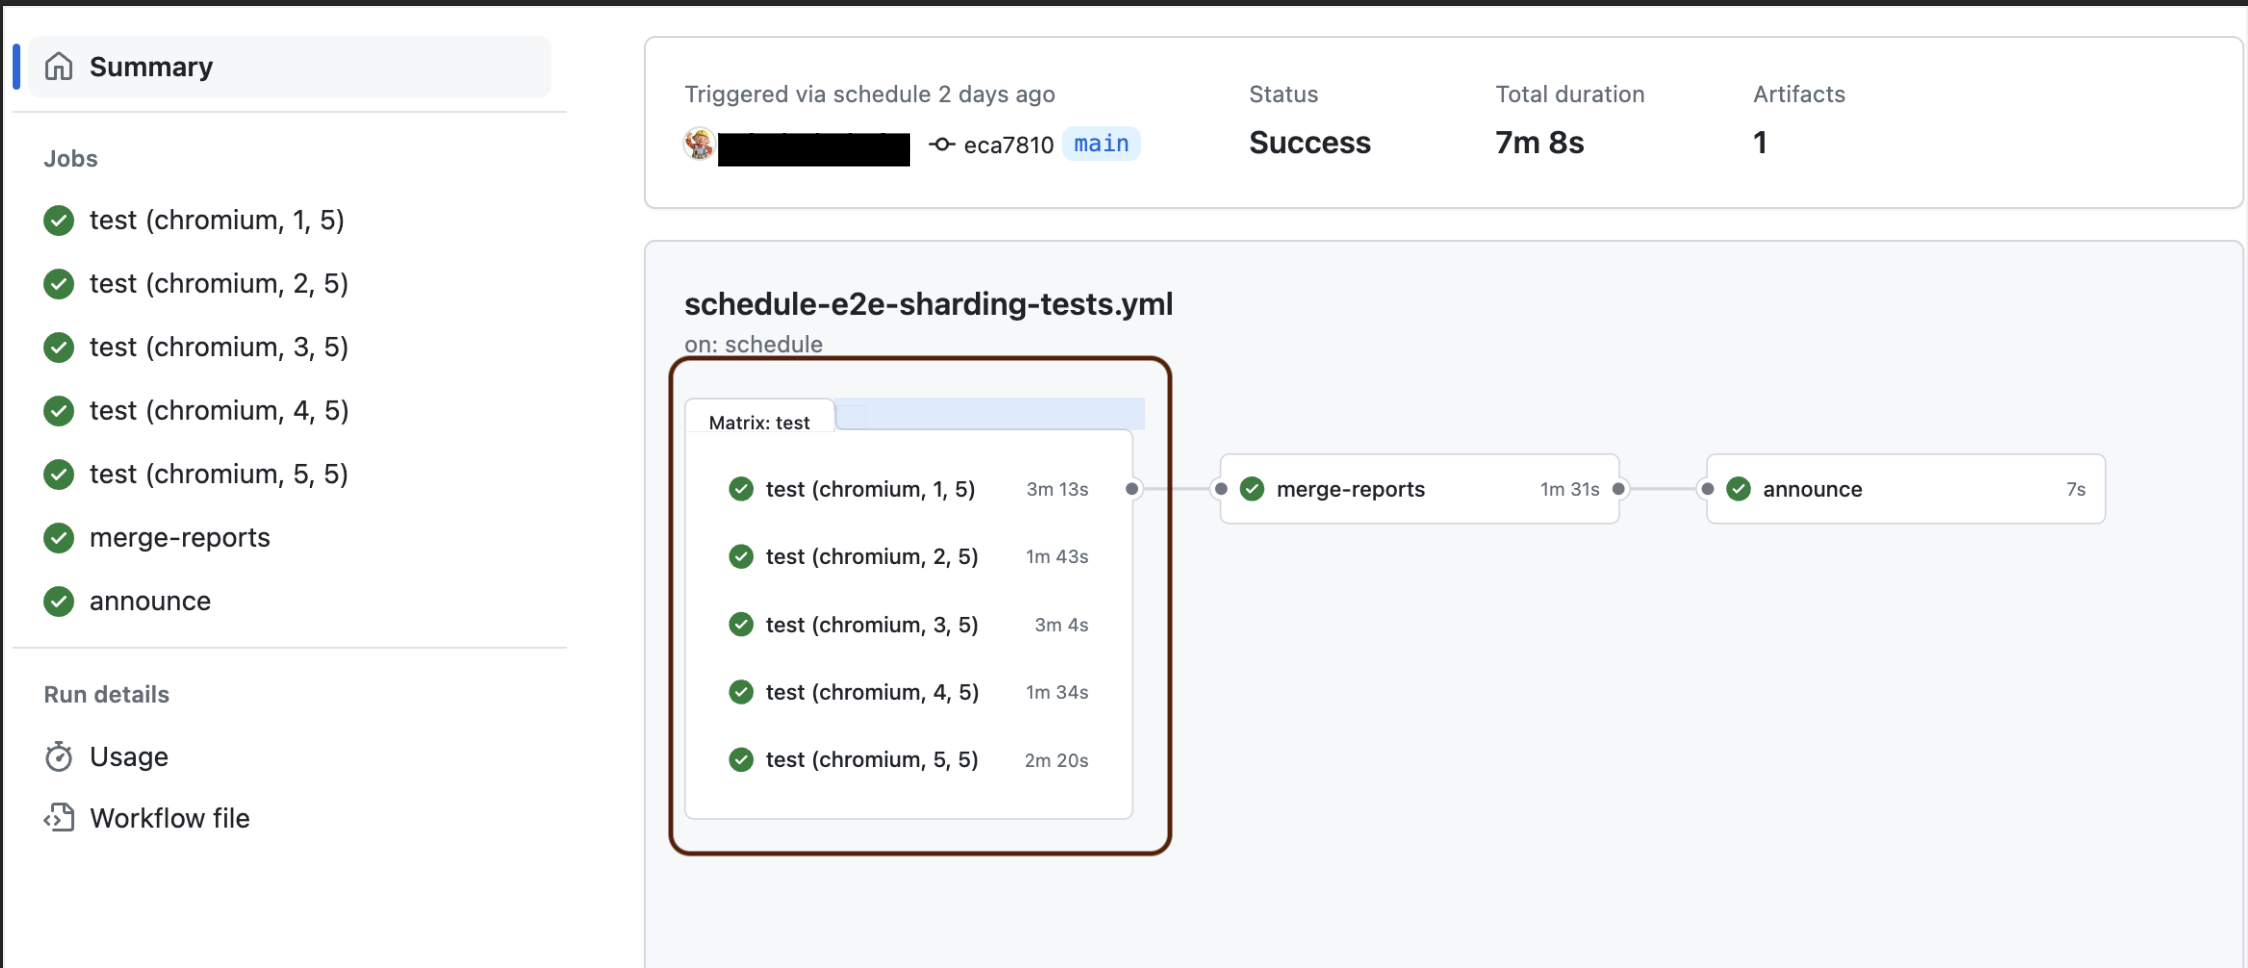 Summary
Jobs
test (chromium, 1, 5)
test (chromium, 2, 5)
test (chromium, 3, 5)
test (chromium, 4, 5)
test (chromium, 5, 5)
merge-reports
announce
Run details
Usage
Workflow file
Triggered via schedule 2 days ago
eca7810 main
Status
Success
Total duration
7m 8s
Artifacts
1
schedule-e2e-sharding-tests.yml
on: schedule
Matrix: test
test (chromium, 1, 5) 3m 13s
test (chromium, 2, 5) 1m 43s
test (chromium, 3, 5) 3m 4s
test (chromium, 4, 5) 1m 34s
test (chromium, 5, 5) 2m 20s
merge-reports 1m 31s
announce 7s